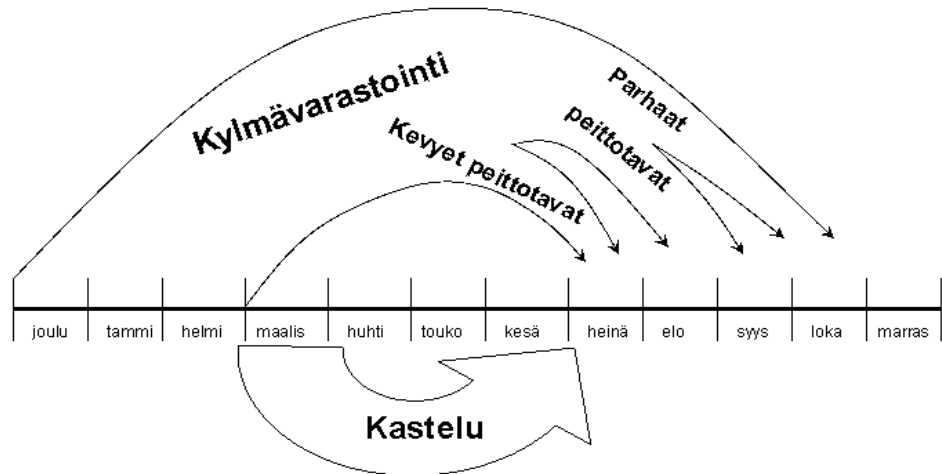 Kylmävarastointi
Parhaat
peittotavat
Kevyet peittotavat
joulu tammi helmi maalis huhti touko kesä heinä elo syys loka marras
Kastelu